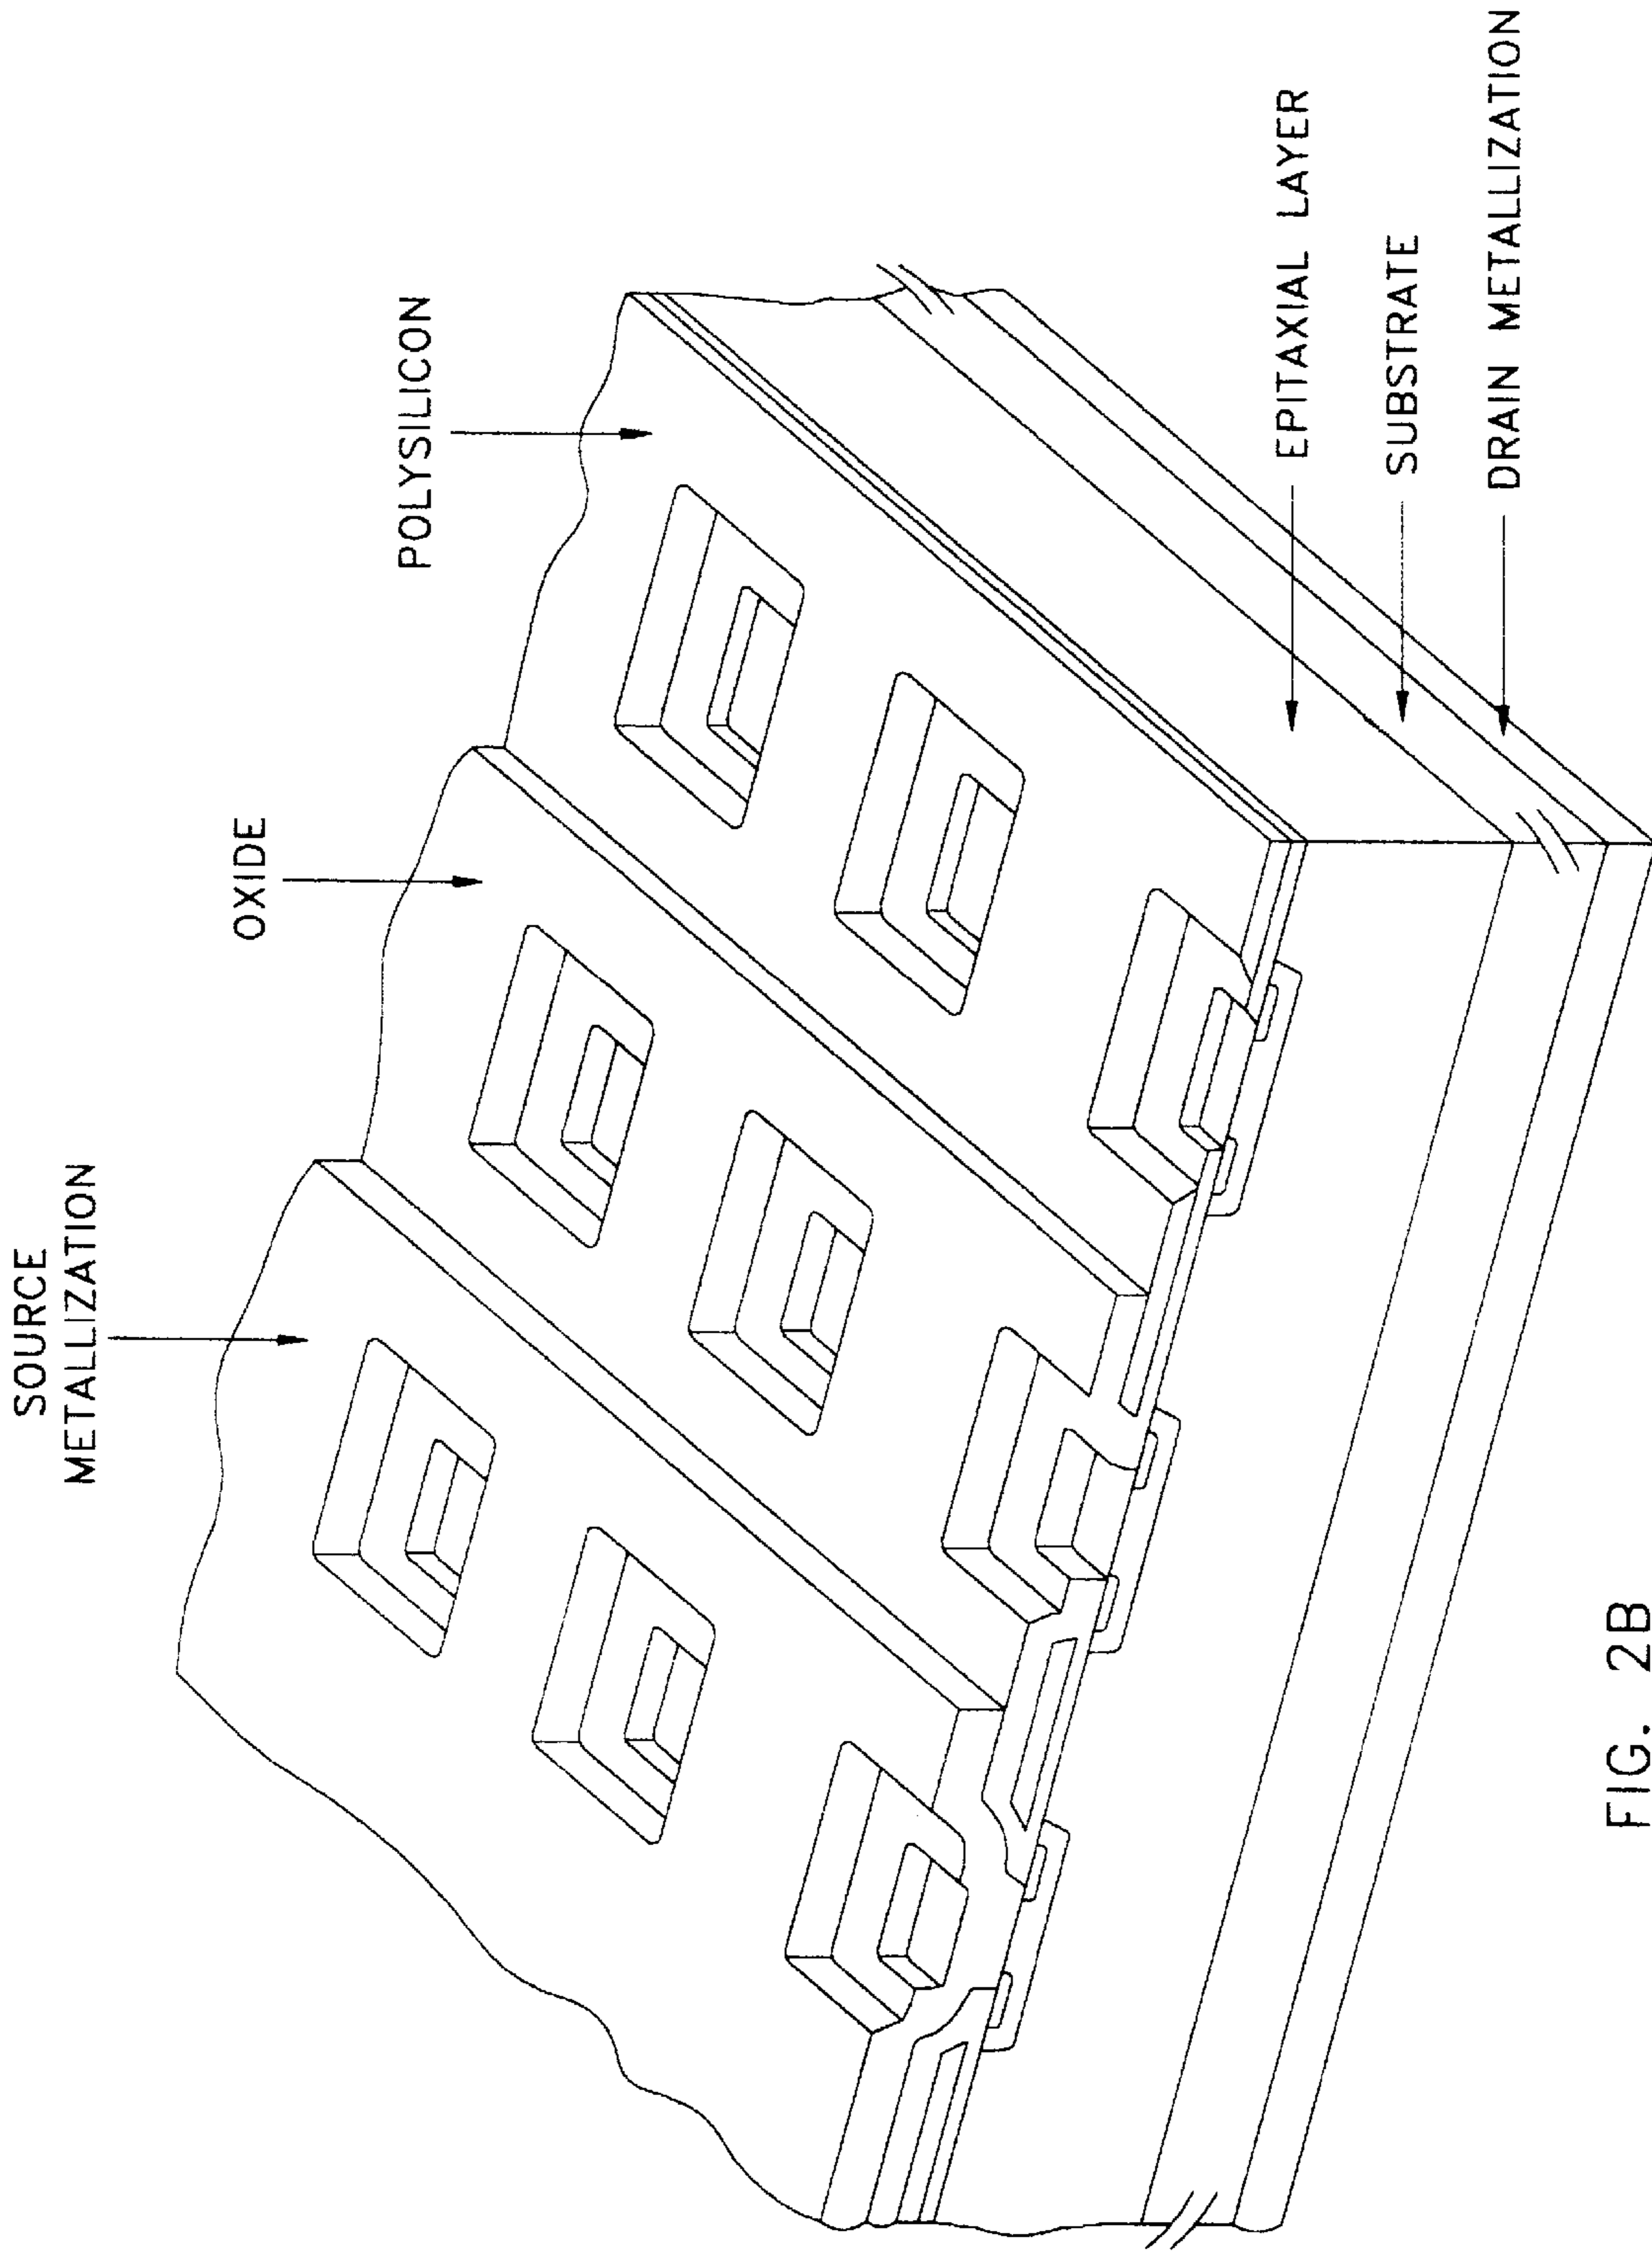 SOURCE
METALLIZATION
OXIDE
POLYSILICON
EPITAXIAL LAYER
SUBSTRATE
DRAIN METALLIZATION
FIG. 2B